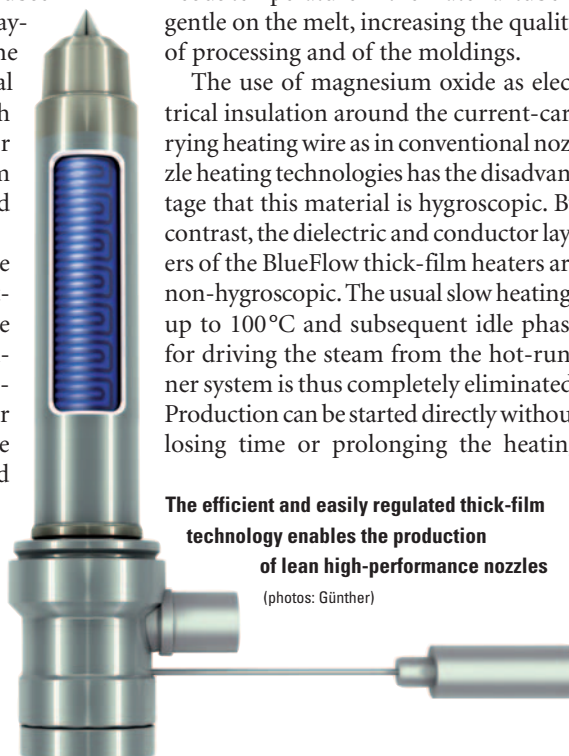 ay-
ne
al
h
r
m
d
e
-
e
-
-
r
e
d
gentle on the melt, increasing the quality
of processing and of the moldings.
The use of magnesium oxide as elec
trical insulation around the current-car
rying heating wire as in conventional noz
zle heating technologies has the disadvan
tage that this material is hygroscopic. B
contrast, the dielectric and conductor lay
ers of the BlueFlow thick-film heaters ar
non-hygroscopic. The usual slow heating
up to 100 °C and subsequent idle phas
for driving the steam from the hot-run
ner system is thus completely eliminated
Production can be started directly withou
losing time or prolonging the heatin
The efficient and easily regulated thick-film
technology enables the production
of lean high-performance nozzles
(photos: Günther)